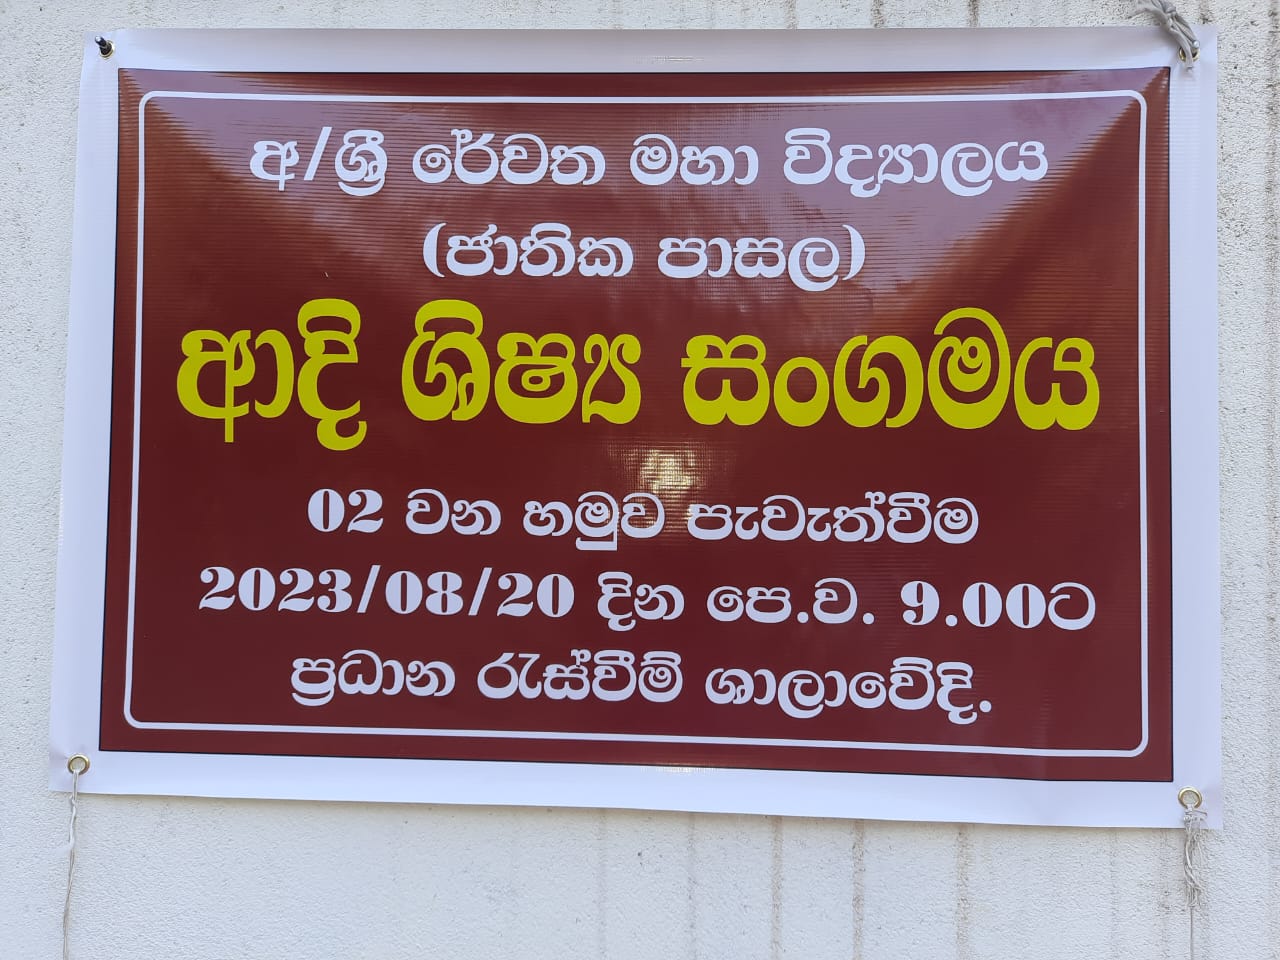 අ/ශ්‍රී රේවත මහා විද්‍යාලය
(ජාතික පාසල)
ආදි ශිෂ්‍ය සංගමය
02 වන හමුව පැවැත්වීම
2023/08/20 දින පෙ.ව. 9.00ට
ප්‍රධාන රැස්වීම් ශාලාවේදි.